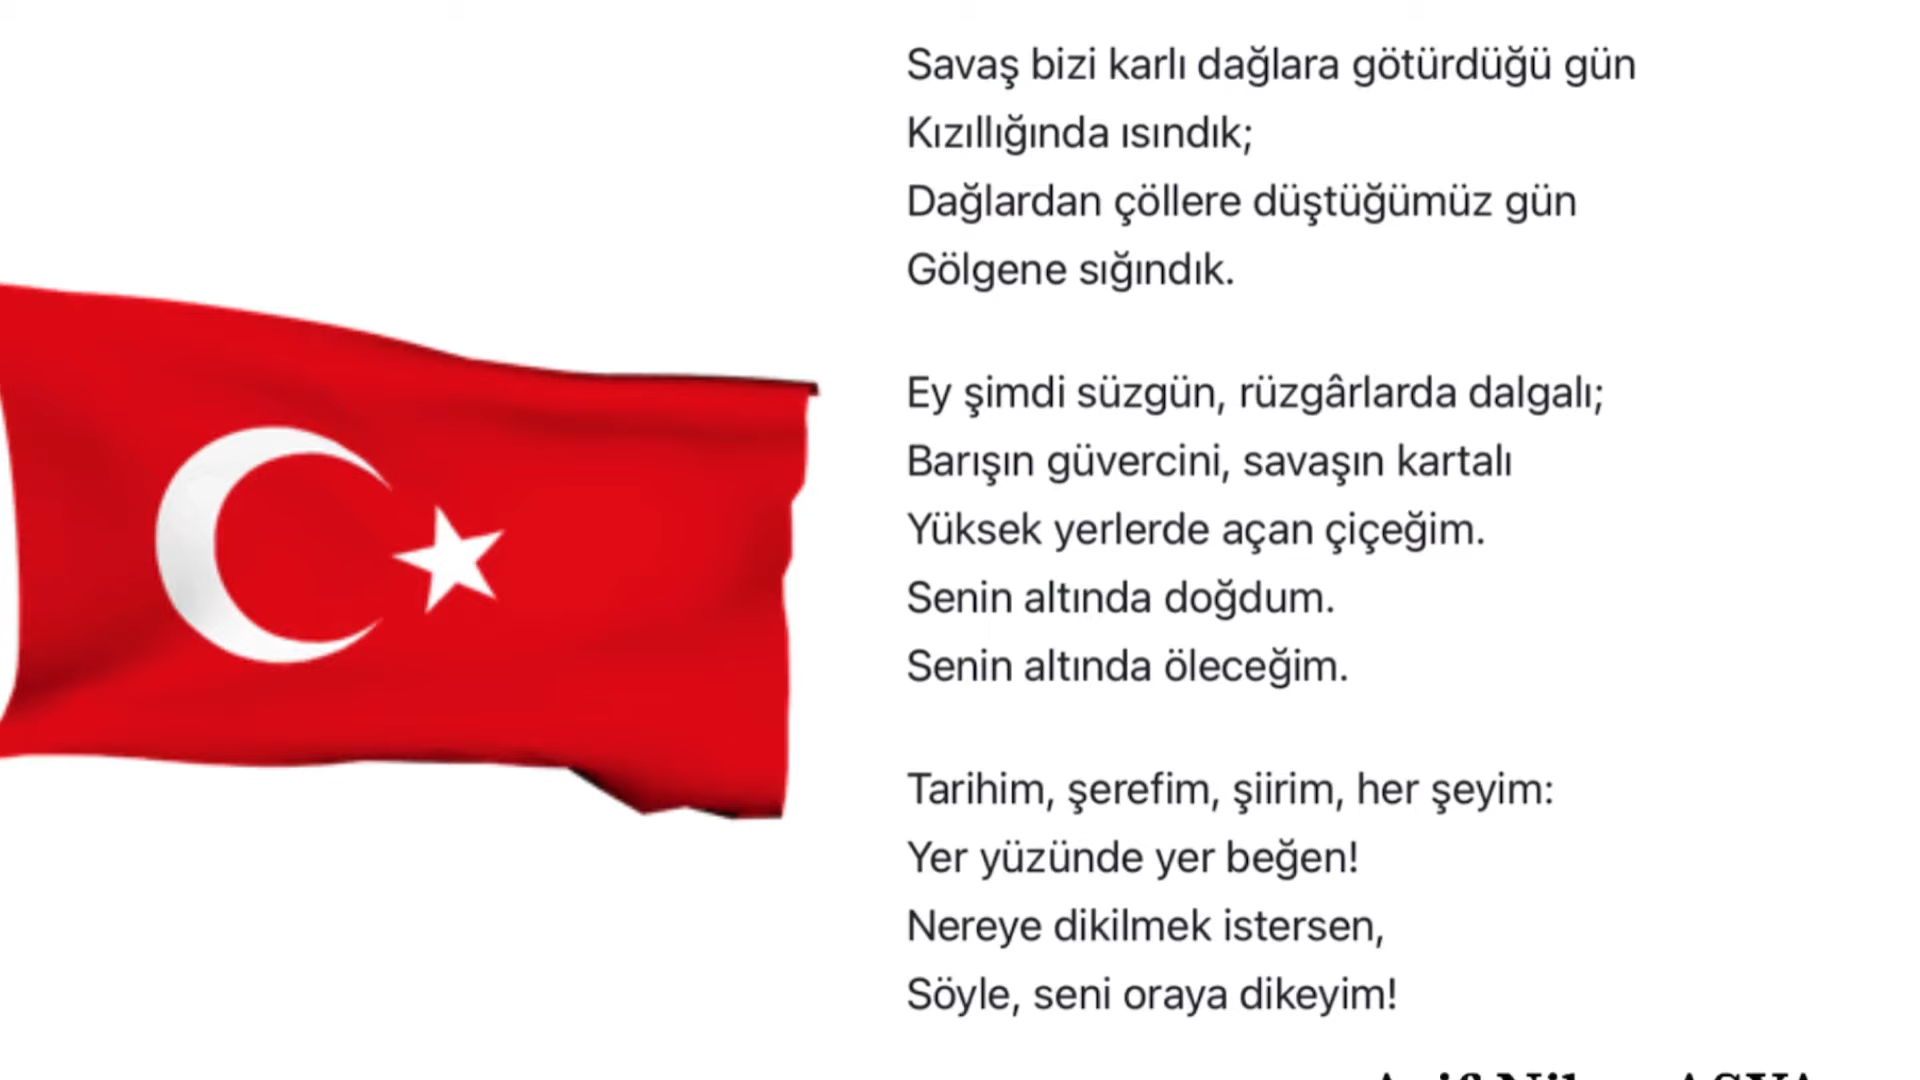 Savaş bizi karlı dağlara götürdüğü gün
Kızıllığında ısındık;
Dağlardan çöllere düştüğümüz gün
Gölgene sığındık.
Ey şimdi süzgün, rüzgârlarda dalgalı;
Barışın güvercini, savaşın kartalı
Yüksek yerlerde açan çiçeğim.
Senin altında doğdum.
Senin altında öleceğim.
Tarihim, şerefim, şiirim, her şeyim:
Yer yüzünde yer beğen!
Nereye dikilmek istersen,
Söyle, seni oraya dikeyim!